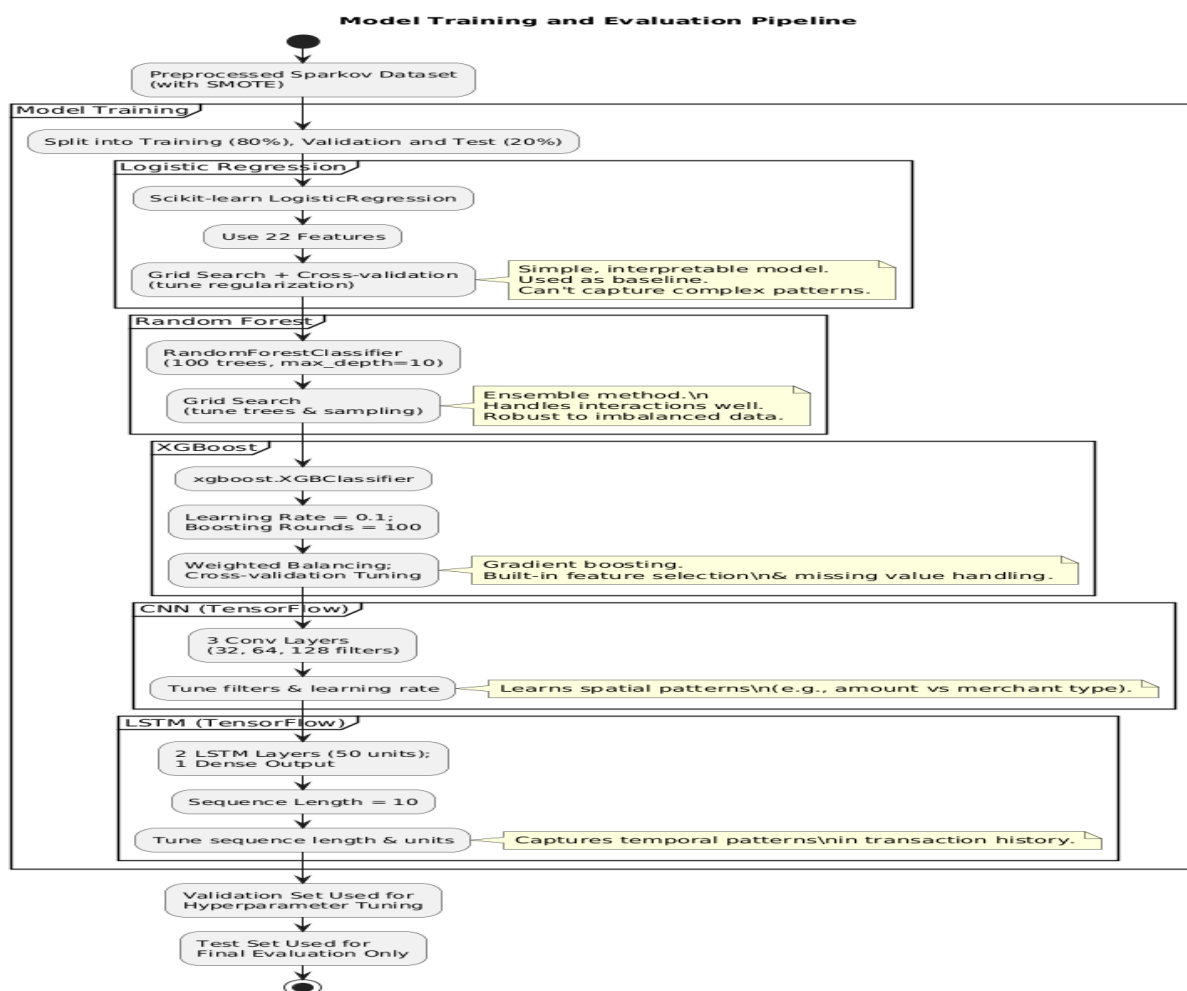 Model Training and Evaluation Pipeline
Preprocessed Sparkov Dataset
(with SMOTE)
Model Training
Split into Training (80%), Validation and Test (20%)
Logistic Regression
Scikit-learn LogisticRegression
Use 22 Features
Grid Search + Cross-validation
(tune regularization)
Simple, interpretable model.
Used as baseline.
Can't capture complex patterns.
Random Forest
RandomForestClassifier
(100 trees, max_depth=10)
Grid Search
(tune trees & sampling)
Ensemble method.\n
Handles interactions well.
Robust to imbalanced data.
XGBoost
xgboost.XGBClassifier
Learning Rate = 0.1;
Boosting Rounds = 100
Weighted Balancing;
Cross-validation Tuning
Gradient boosting.
Built-in feature selection\n& missing value handling.
CNN (TensorFlow)
3 Conv Layers
(32, 64, 128 filters)
Tune filters & learning rate
Learns spatial patterns\n(e.g., amount vs merchant type).
LSTM (TensorFlow)
2 LSTM Layers (50 units);
1 Dense Output
Sequence Length = 10
Tune sequence length & units
Captures temporal patterns\nin transaction history.
Validation Set Used for
Hyperparameter Tuning
Test Set Used for
Final Evaluation Only